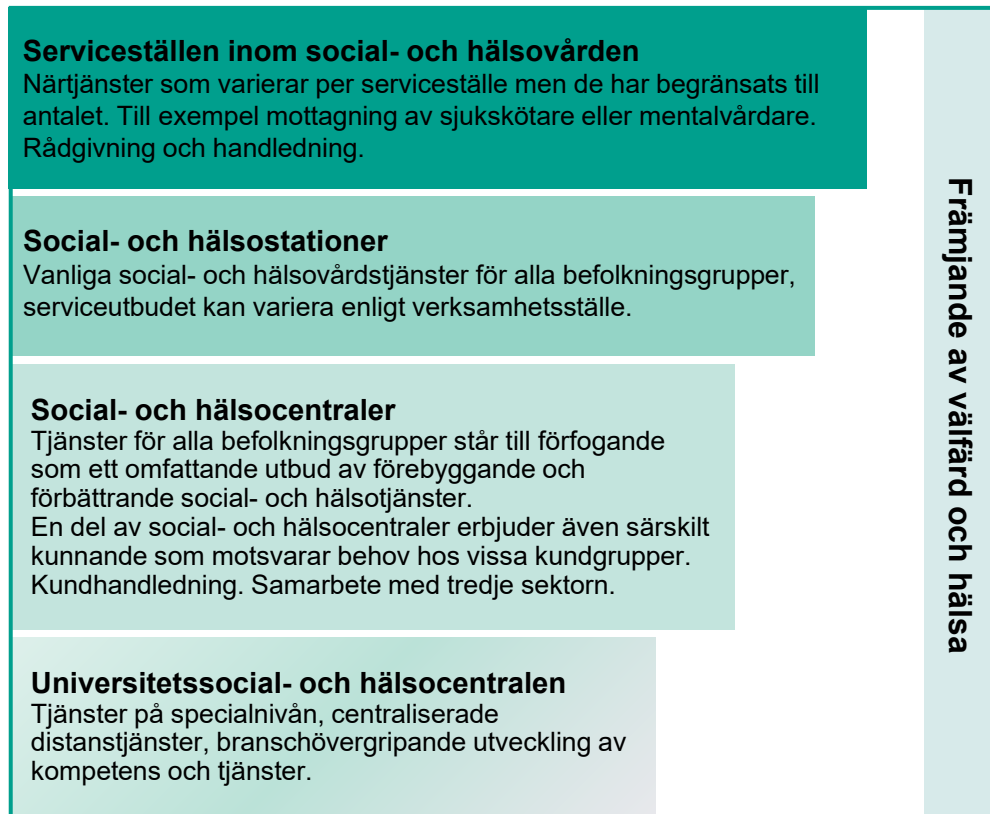 Serviceställen inom social- och hälsovården
Närtjänster som varierar per serviceställe men de har begränsats till
antalet. Till exempel mottagning av sjukskötare eller mentalvårdare.
Rådgivning och handledning.
Social- och hälsostationer
Vanliga social- och hälsovårdstjänster för alla befolkningsgrupper,
serviceutbudet kan variera enligt verksamhetsställe.
Social- och hälsocentraler
Tjänster för alla befolkningsgrupper står till förfogande
som ett omfattande utbud av förebyggande och
förbättrande social- och hälsotjänster.
En del av social- och hälsocentraler erbjuder även särskilt
kunnande som motsvarar behov hos vissa kundgrupper.
Kundhandledning. Samarbete med tredje sektorn.
Universitetssocial- och hälsocentralen
Tjänster på specialnivån, centraliserade
distanstjänster, branschövergripande utveckling av
kompetens och tjänster.
Främjande av välfärd och hälsa